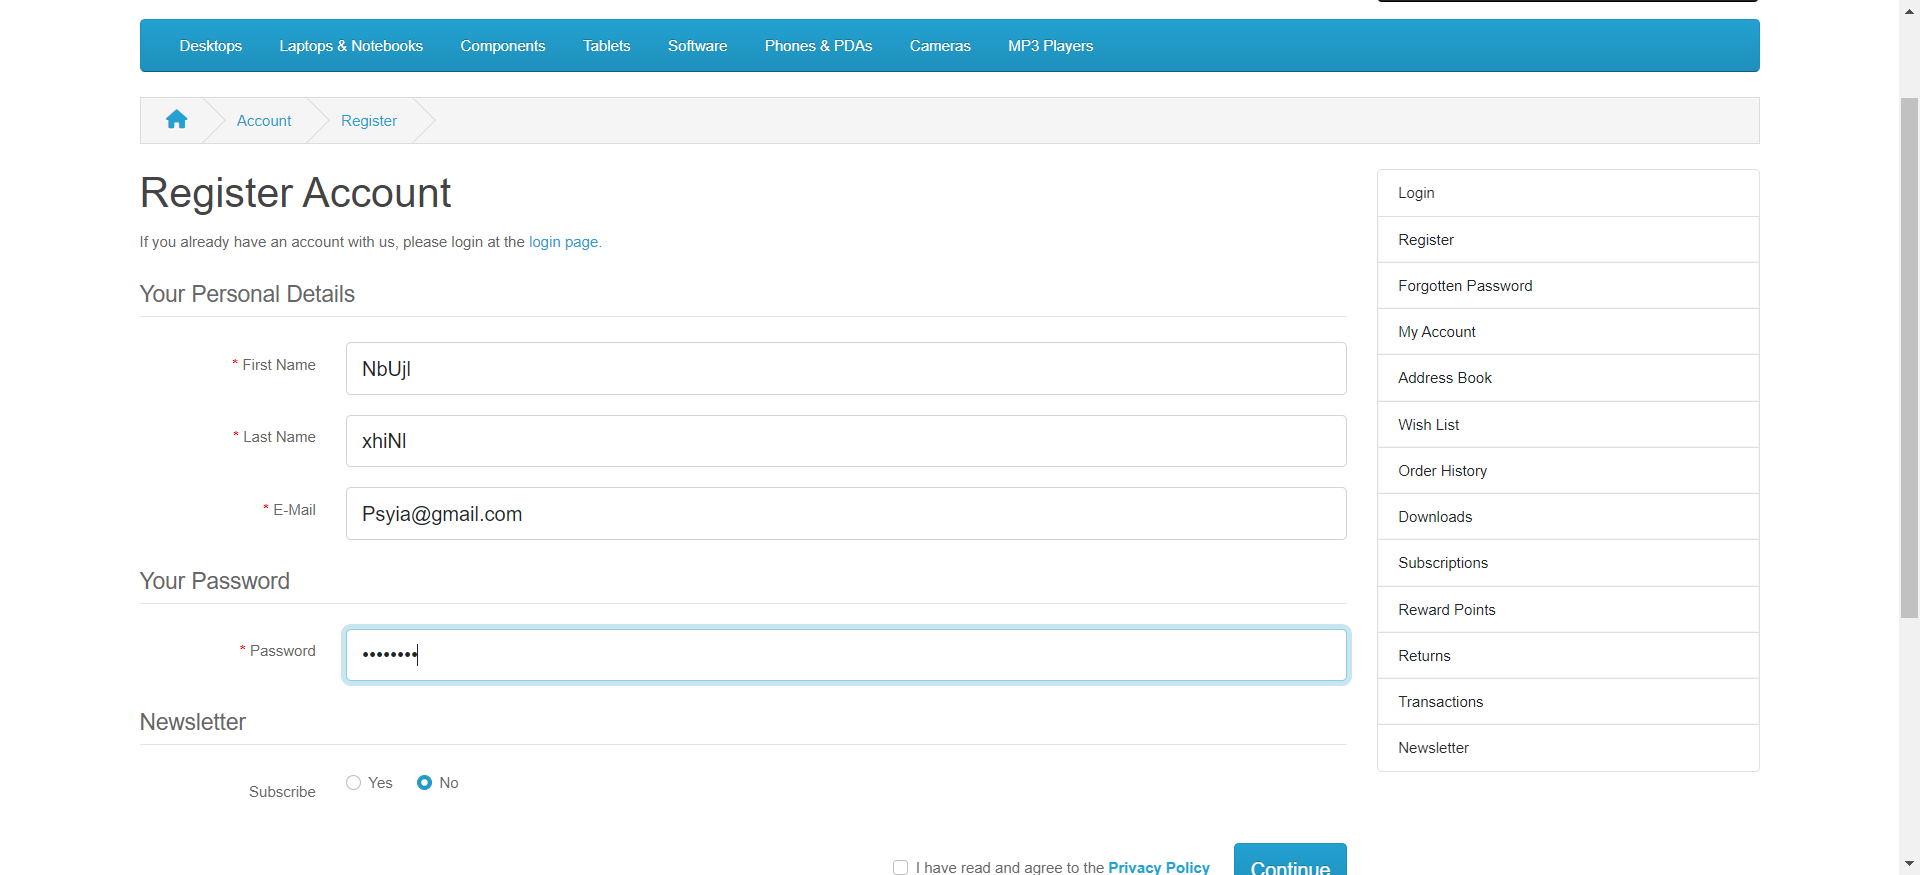 Desktops Laptops & Notebooks Components Tablets Software Phones & PDAs Cameras MP3 Players
Account Register
Register Account
If you already have an account with us, please login at the login page.
Your Personal Details
* First Name NbUjl
* Last Name xhiNl
* E-Mail Psyia@gmail.com
Your Password
* Password ••••••••
Newsletter
Subscribe Yes No
I have read and agree to the Privacy Policy Continue
Login
Register
Forgotten Password
My Account
Address Book
Wish List
Order History
Downloads
Subscriptions
Reward Points
Returns
Transactions
Newsletter